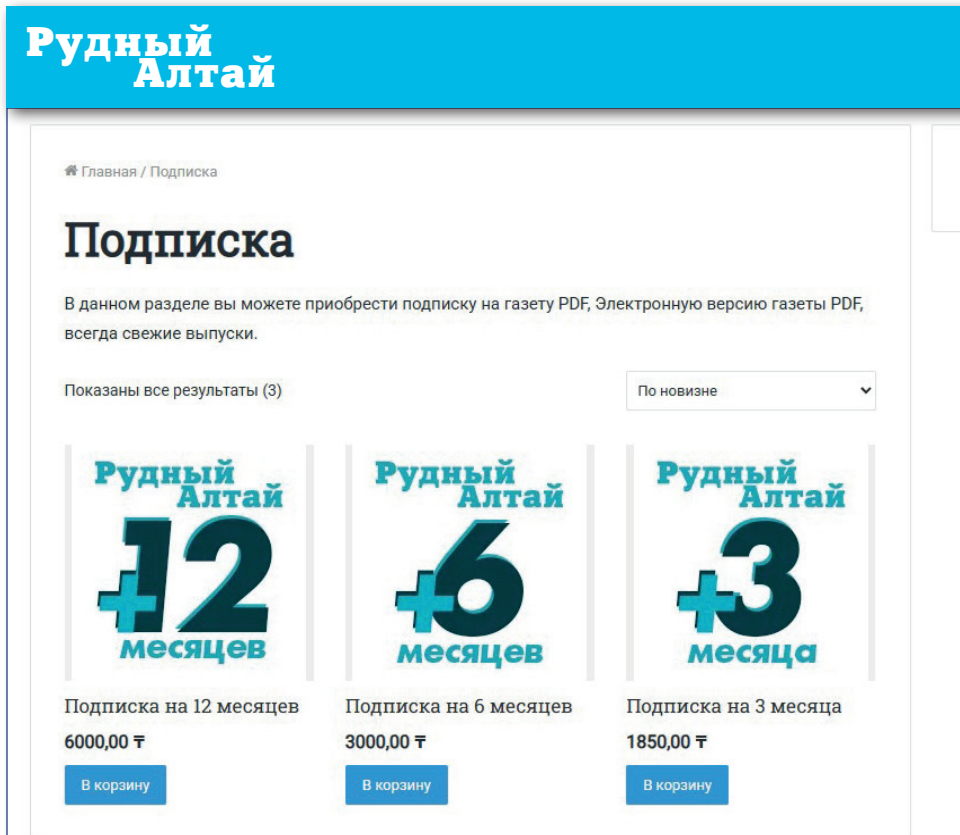 Рудный
Алтай
Главная / Подписка
Подписка
В данном разделе вы можете приобрести подписку на газету PDF, Электронную версию газеты PDF,
всегда свежие выпуски.
Показаны все результаты (3)
По новизне
Рудный
Алтай
+12
месяцев
Подписка на 12 месяцев
6000,00 ₸
В корзину
Рудный
Алтай
+6
месяцев
Подписка на 6 месяцев
3000,00 ₸
В корзину
Рудный
Алтай
+3
месяца
Подписка на 3 месяца
1850,00 ₸
В корзину